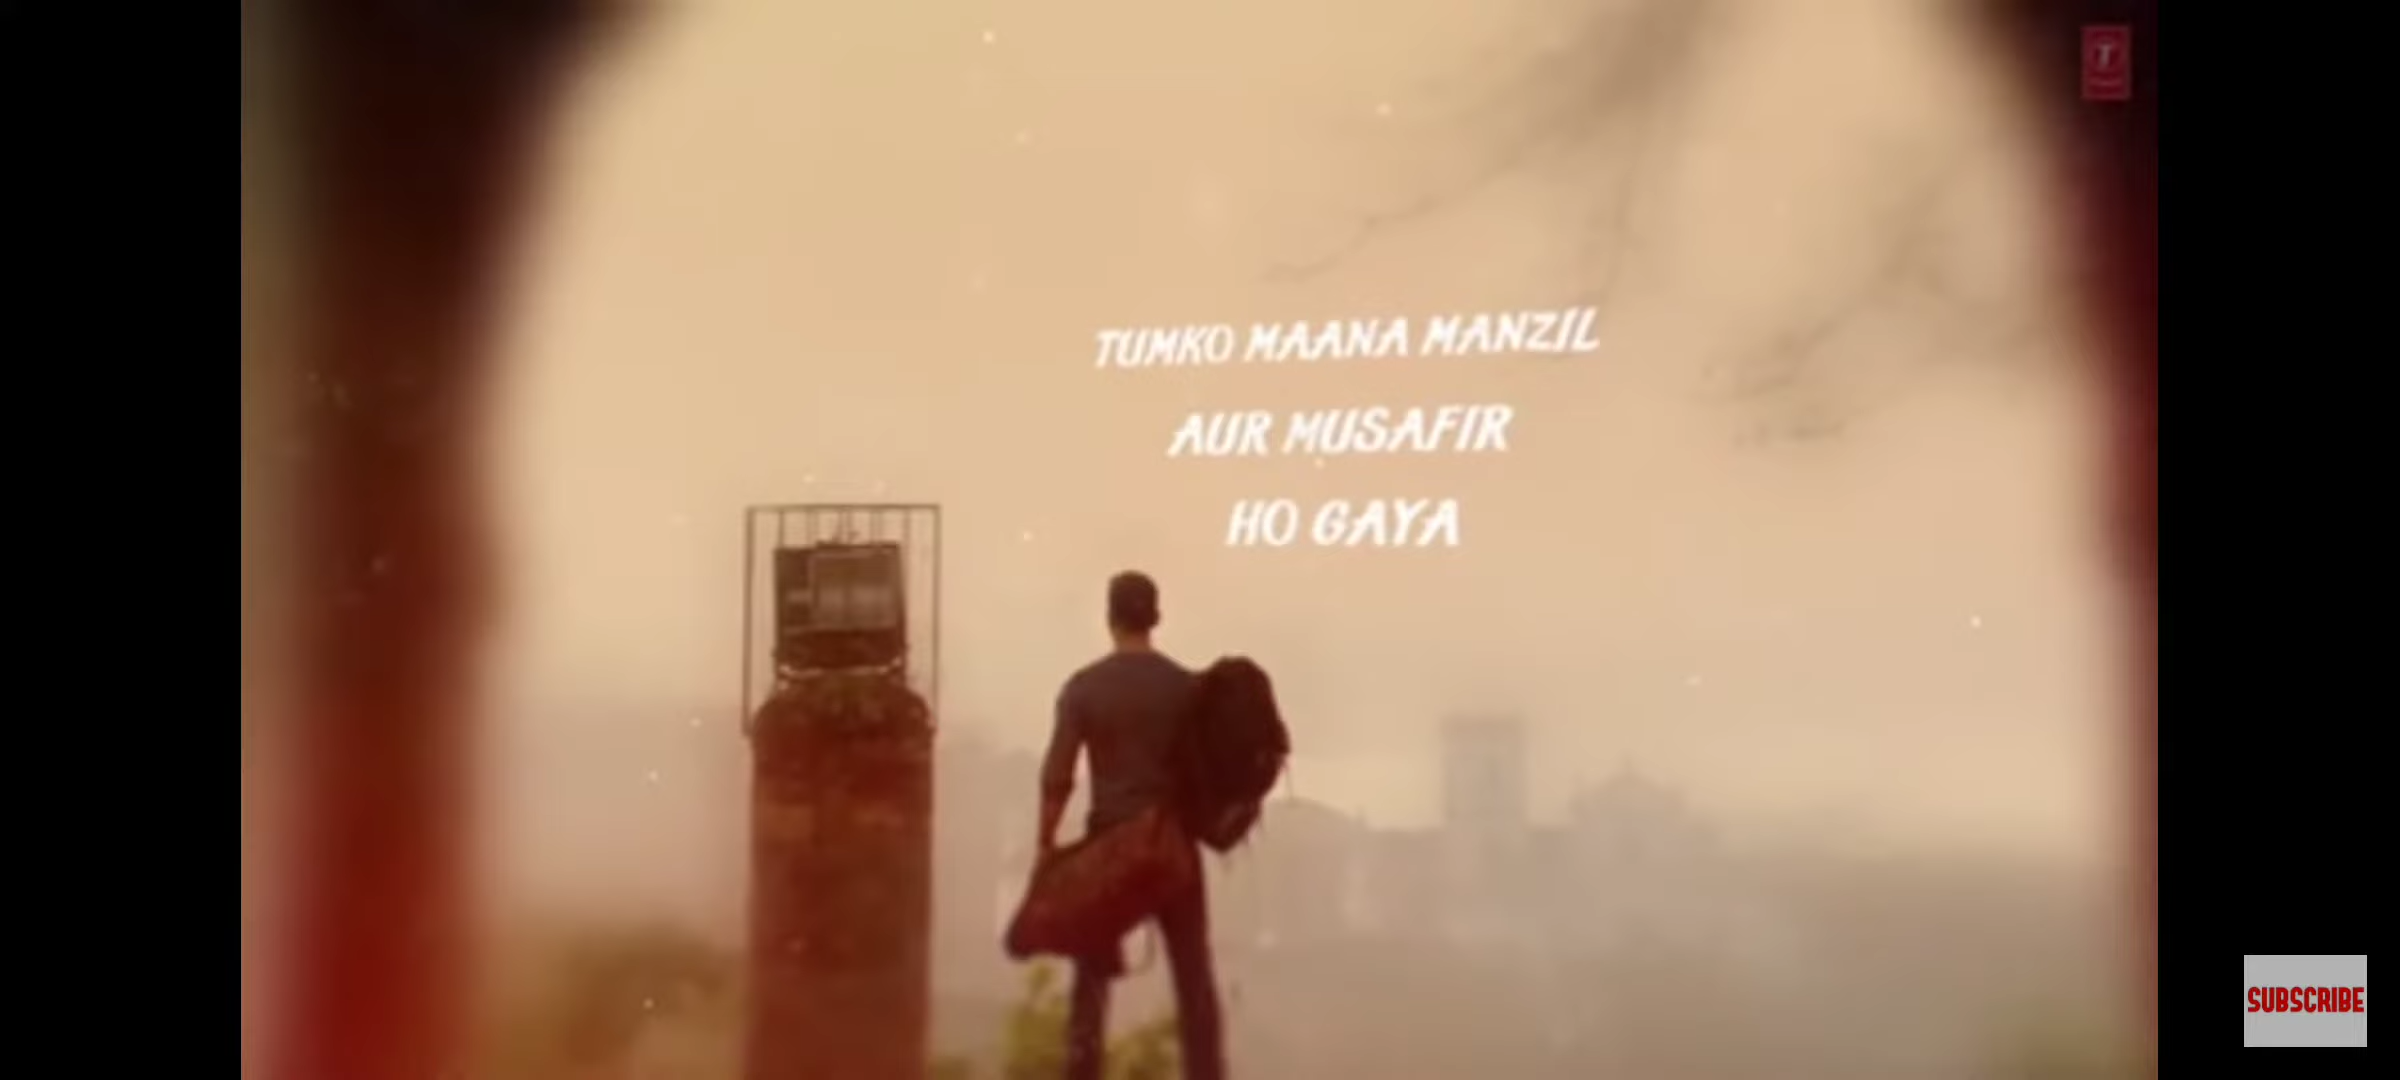 TUMKO MAANA MANZIL
AUR MUSAFIR
HO GAYA
T
SUBSCRIBE